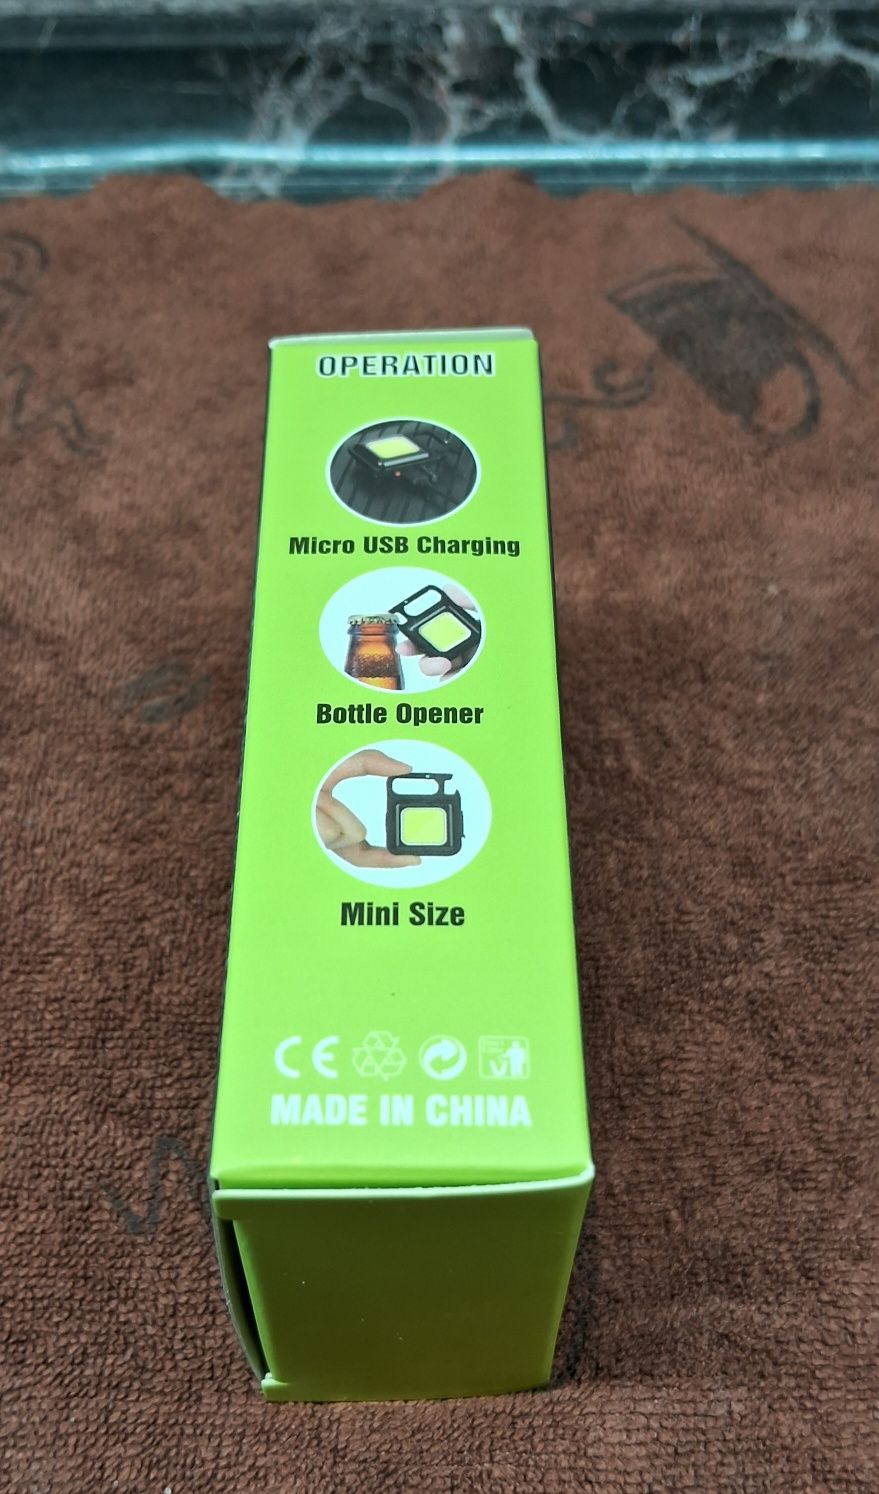 OPERATION
Micro USB Charging
Bottle Opener
Mini Size
CE
MADE IN CHINA